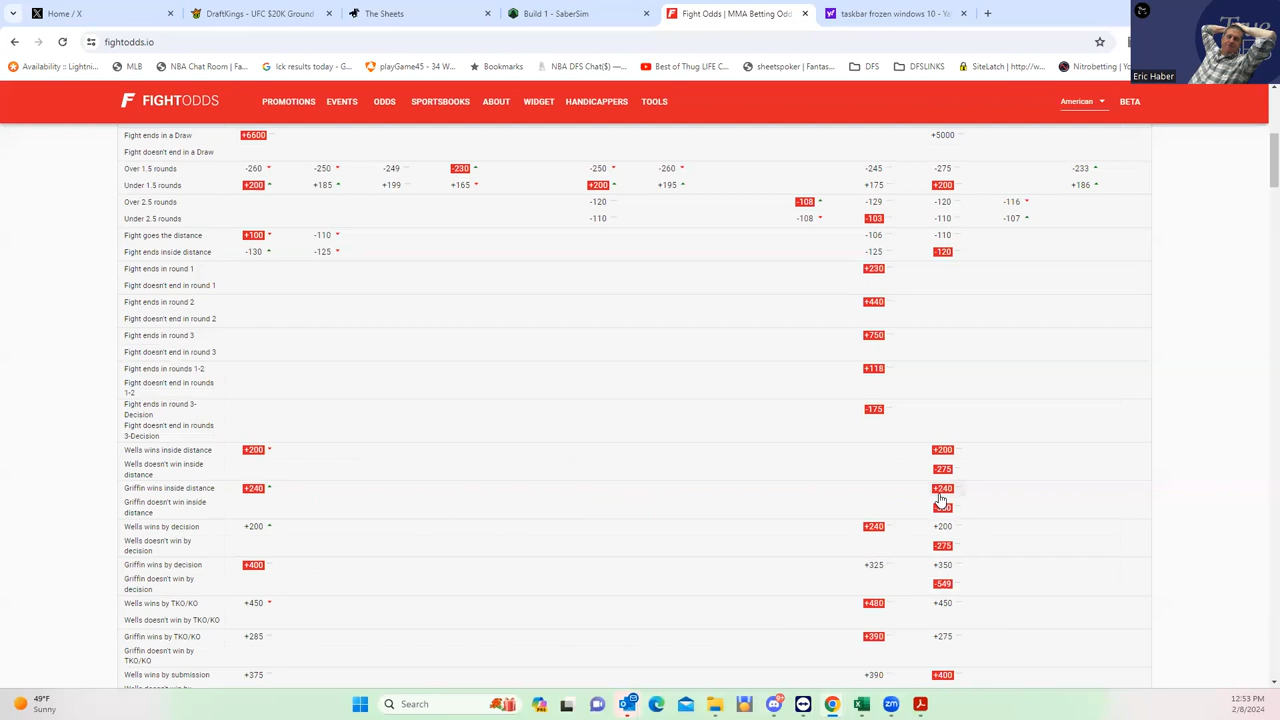 Home / X
DraftKings - UFC $20K Ground
The Sheets
Build 1 - SaberSim
Fight Odds | MMA Betting Odd
taskbar frozen windows 10 - Ya
fightodds.io
Availability :: Lightni...
MLB
NBA Chat Room | Fa...
Ick results today - G...
playGame45 - 34 W...
Bookmarks
NBA DFS Chat($) —...
Best of Thug LIFE C...
sheetspoker | Fantas...
DFS
DFSLINKS
SiteLatch | http://w...
Nitrobetting | You
Eric Haber
FIGHTODDS
PROMOTIONS EVENTS ODDS SPORTSBOOKS ABOUT WIDGET HANDICAPPERS TOOLS
American
BETA
Fight ends in a Draw +6600 +5000
Fight doesn't end in a Draw
Over 1.5 rounds -260 -250 -249 -230 -250 -260 -245 -275 -233
Under 1.5 rounds +200 +185 +199 +165 +200 +195 +175 +200 +186
Over 2.5 rounds -120 -108 -129 -120 -116
Under 2.5 rounds -110 -108 -103 -110 -107
Fight goes the distance +100 -110 -106 -110
Fight ends inside distance -130 -125 -125 -120
Fight ends in round 1 +230
Fight doesn't end in round 1
Fight ends in round 2 +440
Fight doesn't end in round 2
Fight ends in round 3 +750
Fight doesn't end in round 3
Fight ends in rounds 1-2 +118
Fight doesn't end in rounds
1-2
Fight ends in round 3-
Decision -175
Fight doesn't end in rounds
3-Decision
Wells wins inside distance +200 +200
Wells doesn't win inside
distance -275
Griffin wins inside distance +240 +240
Griffin doesn't win inside
distance
Wells wins by decision +200 +240 +200
Wells doesn't win by
decision -275
Griffin wins by decision +400 +325 +350
Griffin doesn't win by
decision -549
Wells wins by TKO/KO +450 +480 +450
Wells doesn't win by TKO/KO
Griffin wins by TKO/KO +285 +390 +275
Griffin doesn't win by
TKO/KO
Wells wins by submission +375 +390 +400
49°F
Sunny
Search
12:53 PM
2/8/2024